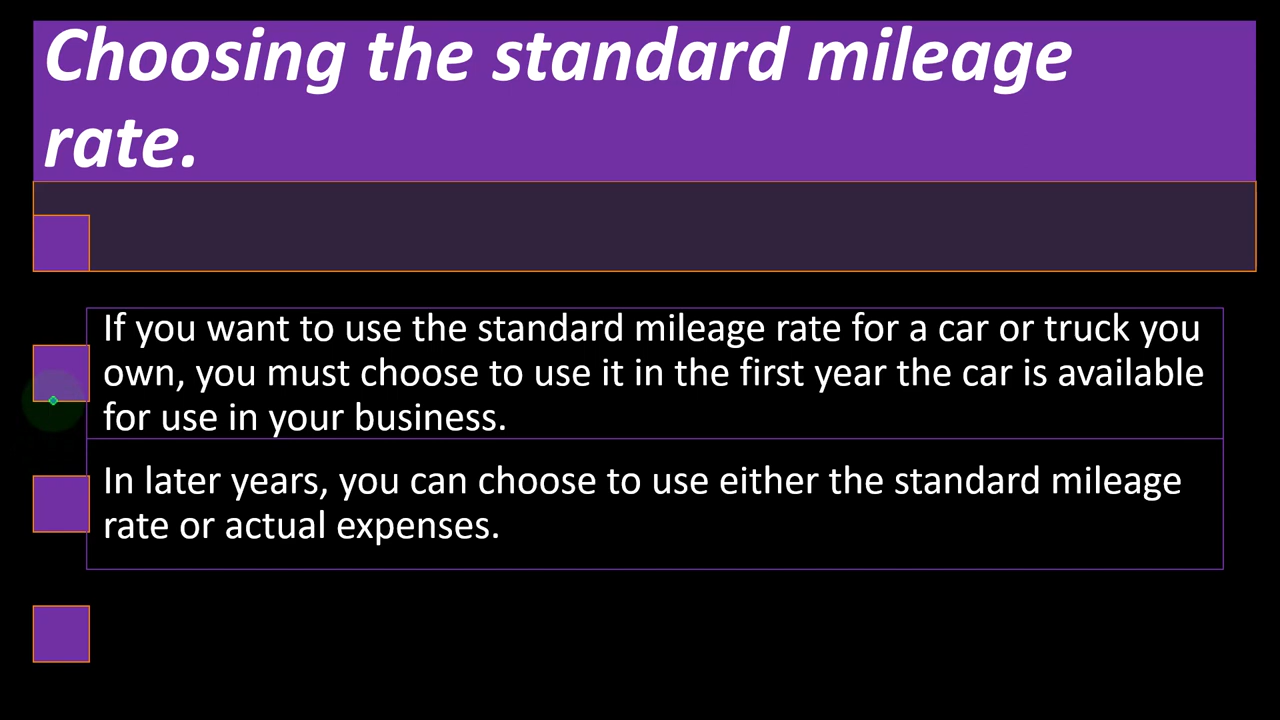 Choosing the standard mileage
rate.
If you want to use the standard mileage rate for a car or truck you
own, you must choose to use it in the first year the car is available
for use in your business.
In later years, you can choose to use either the standard mileage
rate or actual expenses.